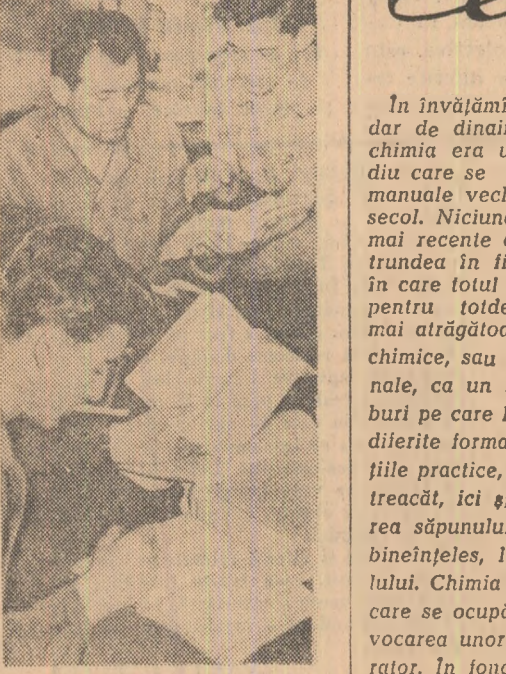 În învățămî
dar de dinain
chimia era u
diu care se
manuale vech
secol. Niciun
mai recente
trundea în fi
în care totul
pentru totde
mai atrăgătoa
chimice, sau
nale, ca un
buri pe care
diferite forma
țiile practice,
treacăt, ici ș
rea săpunulu
bineînțeles, l
lului. Chimia
care se ocupă
vocarea unor
rator. În fond